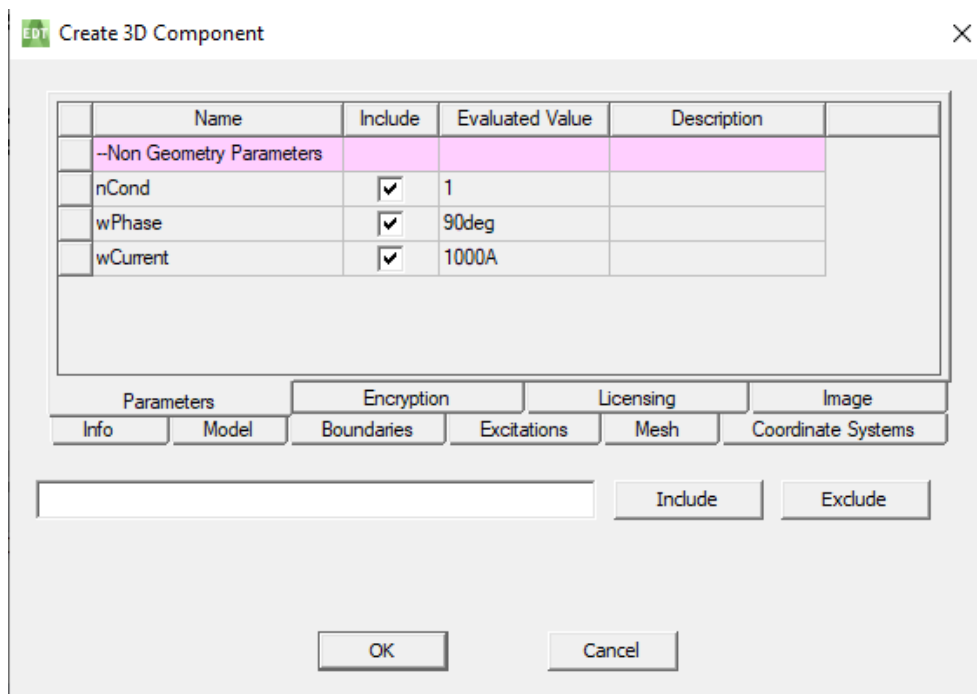 EDT Create 3D Component
Name Include Evaluated Value Description
--Non Geometry Parameters
nCond 1
wPhase 90deg
wCurrent 1000A
Parameters Encryption Licensing Image
Info Model Boundaries Excitations Mesh Coordinate Systems
Include Exclude
OK Cancel